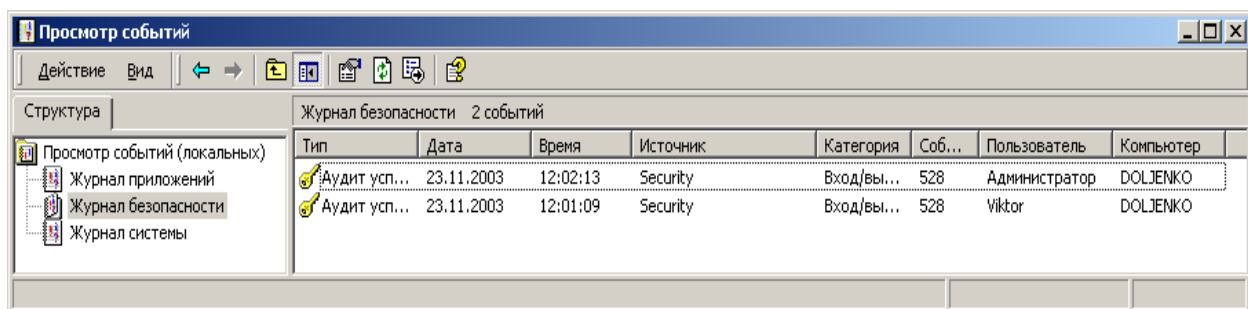 Просмотр событий
Действие Вид
Структура
Журнал безопасности 2 событий
Просмотр событий (локальных)
Журнал приложений
Журнал безопасности
Журнал системы
Тип Дата Время Источник Категория Соб... Пользователь Компьютер
Аудит усп... 23.11.2003 12:02:13 Security Вход/вы... 528 Администратор DOLJENKO
Аудит усп... 23.11.2003 12:01:09 Security Вход/вы... 528 Viktor DOLJENKO